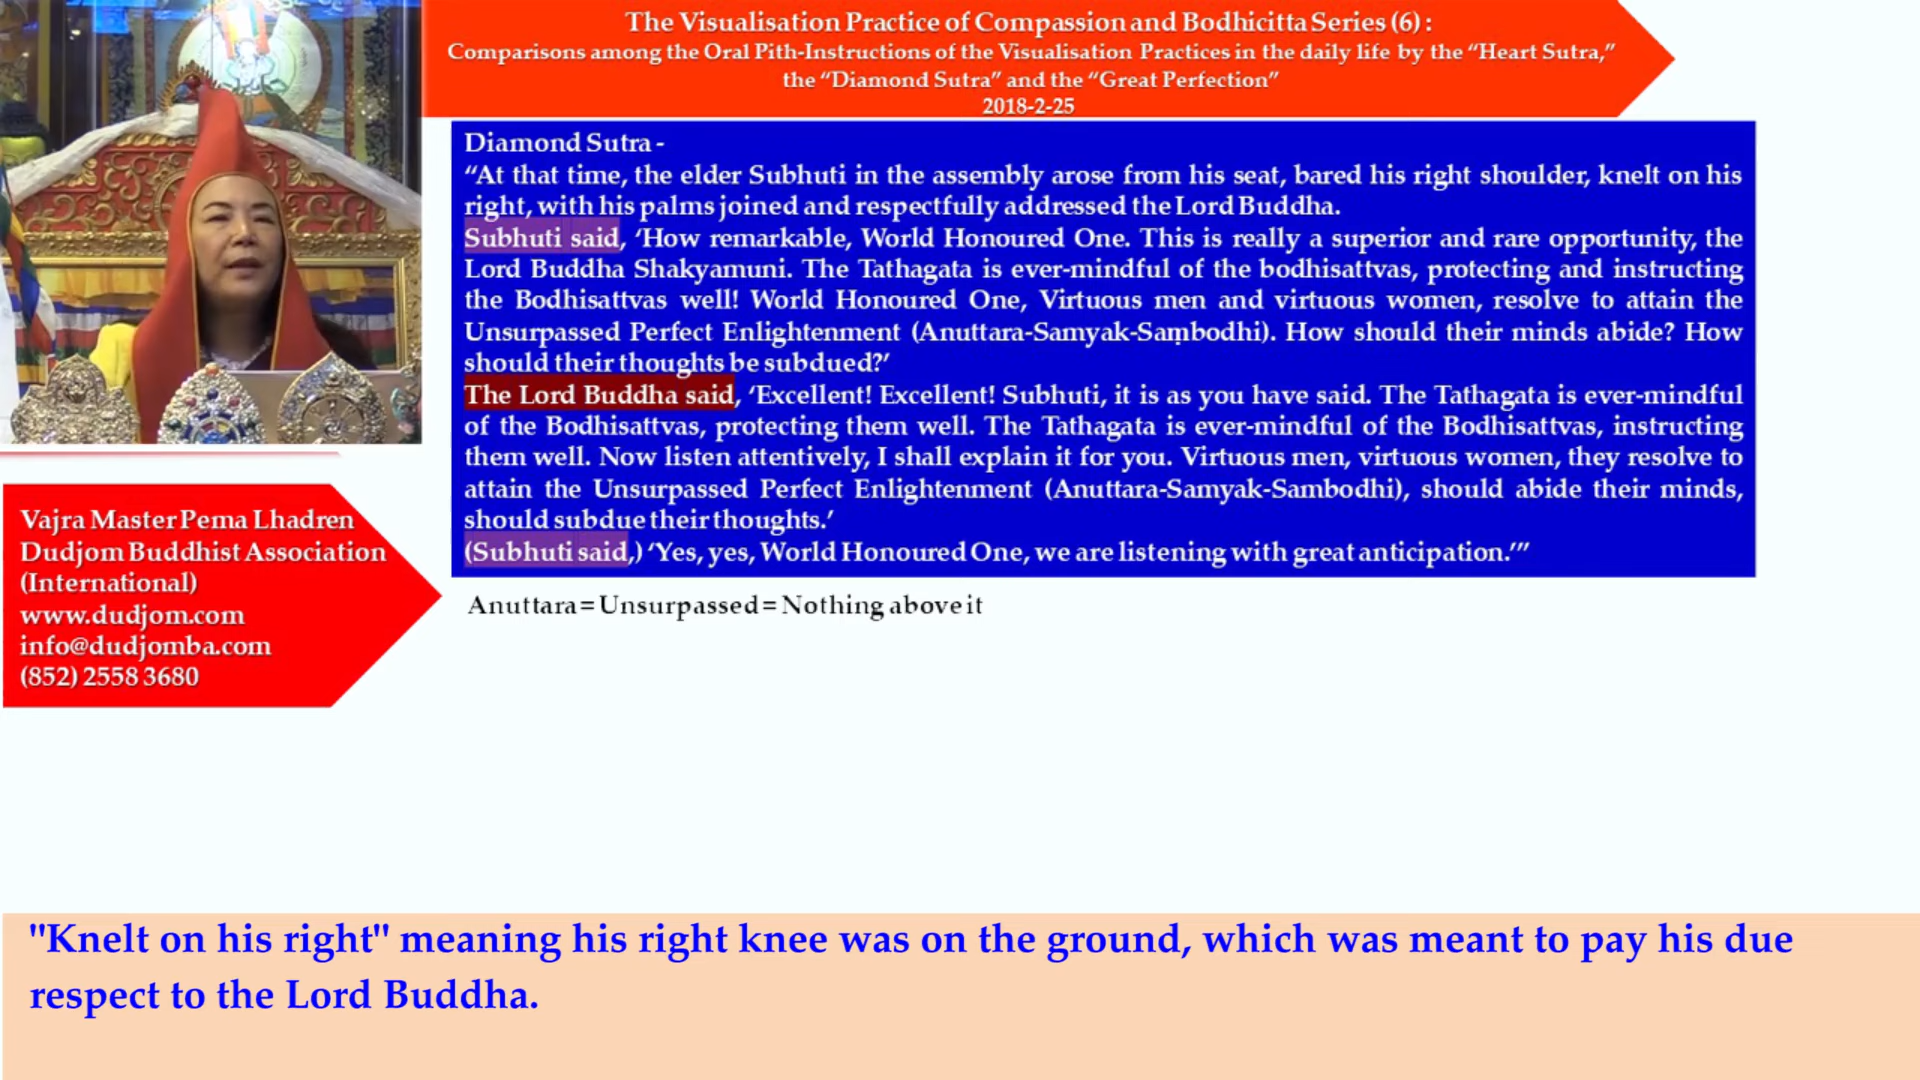 The Visualisation Practice of Compassion and Bodhicitta Series (6) :
Comparisons among the Oral Pith-Instructions of the Visualisation Practices in the daily life by the “Heart Sutra,”
the “Diamond Sutra” and the “Great Perfection”
2018-2-25
Diamond Sutra -
“At that time, the elder Subhuti in the assembly arose from his seat, bared his right shoulder, knelt on his
right, with his palms joined and respectfully addressed the Lord Buddha.
Subhuti said, ‘How remarkable, World Honoured One. This is really a superior and rare opportunity, the
Lord Buddha Shakyamuni. The Tathagata is ever-mindful of the bodhisattvas, protecting and instructing
the Bodhisattvas well! World Honoured One, Virtuous men and virtuous women, resolve to attain the
Unsurpassed Perfect Enlightenment (Anuttara-Samyak-Saṃbodhi). How should their minds abide? How
should their thoughts be subdued?’
The Lord Buddha said, ‘Excellent! Excellent! Subhuti, it is as you have said. The Tathagata is ever-mindful
of the Bodhisattvas, protecting them well. The Tathagata is ever-mindful of the Bodhisattvas, instructing
them well. Now listen attentively, I shall explain it for you. Virtuous men, virtuous women, they resolve to
attain the Unsurpassed Perfect Enlightenment (Anuttara-Samyak-Sambodhi), should abide their minds,
should subdue their thoughts.’
(Subhuti said,) ‘Yes, yes, World Honoured One, we are listening with great anticipation.’”
Anuttara = Unsurpassed = Nothing above it
Vajra Master Pema Lhadren
Dudjom Buddhist Association
(International)
www.dudjom.com
info@dudjomba.com
(852) 2558 3680
"Knelt on his right" meaning his right knee was on the ground, which was meant to pay his due
respect to the Lord Buddha.